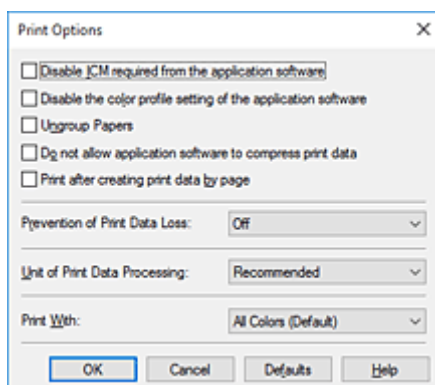 Print Options
Disable ICM required from the application software
Disable the color profile setting of the application software
Ungroup Papers
Do not allow application software to compress print data
Print after creating print data by page
Prevention of Print Data Loss: Off
Unit of Print Data Processing: Recommended
Print With: All Colors (Default)
OK Cancel Defaults Help